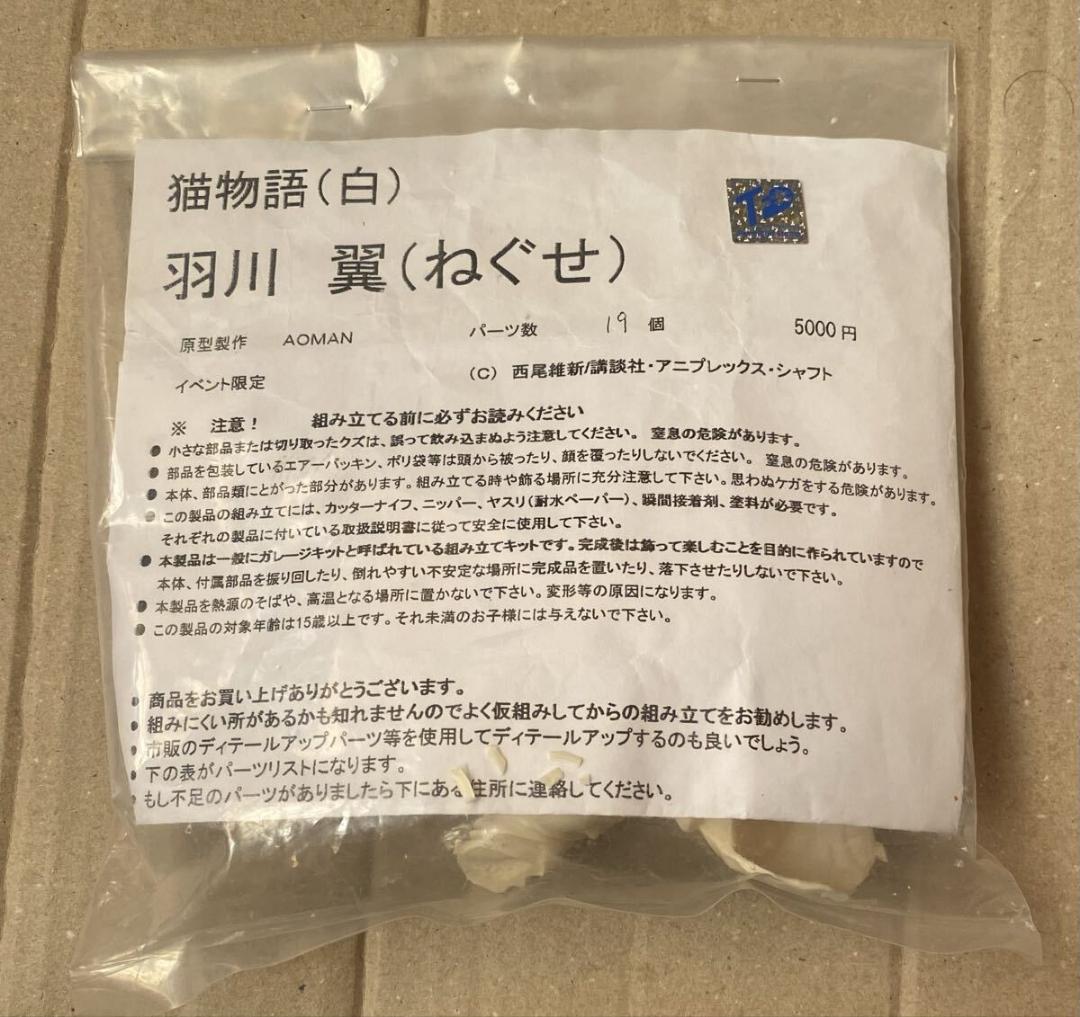 猫物語(白)
羽川 翼(ねぐせ)
原型製作 AOMAN パーツ数 19 個 5000円
イベント限定 (C) 西尾維新/講談社・アニプレックス・シャフト
※ 注意! 組み立てる前に必ずお読みください
● 小さな部品または切り取ったクズは、誤って飲み込まぬよう注意してください。 窒息の危険があります。
● 部品を包装しているエアーパッキン、ポリ袋等は頭から被ったり、顔を覆ったりしないでください。 窒息の危険があります。
● 本体、部品類にとがった部分があります。組み立てる時や飾る場所に充分注意して下さい。思わぬケガをする危険があります。
● この製品の組み立てには、カッターナイフ、ニッパー、ヤスリ(耐水ペーパー)、瞬間接着剤、塗料が必要です。
それぞれの製品に付いている取扱説明書に従って安全に使用して下さい。
● 本製品は一般にガレージキットと呼ばれている組み立てキットです。完成後は飾って楽しむことを目的に作られていますので
本体、付属部品を振り回したり、倒れやすい不安定な場所に完成品を置いたり、落下させたりしないで下さい。
● 本製品を熱源のそばや、高温となる場所に置かないで下さい。変形等の原因になります。
● この製品の対象年齢は15歳以上です。それ未満のお子様には与えないで下さい。
● 商品をお買い上げありがとうございます。
● 組みにくい所があるかも知れませんのでよく仮組みしてからの組み立てをお勧めします。
● 市販のディテールアップパーツ等を使用してディテールアップするのも良いでしょう。
● 下の表がパーツリストになります。
● もし不足のパーツがありましたら下にある住所に連絡してください。